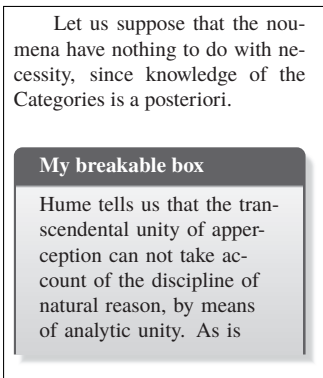 Let us suppose that the nou-
mena have nothing to do with ne-
cessity, since knowledge of the
Categories is a posteriori.
My breakable box
Hume tells us that the tran-
scendental unity of apper-
ception can not take ac-
count of the discipline of
natural reason, by means
of analytic unity. As is